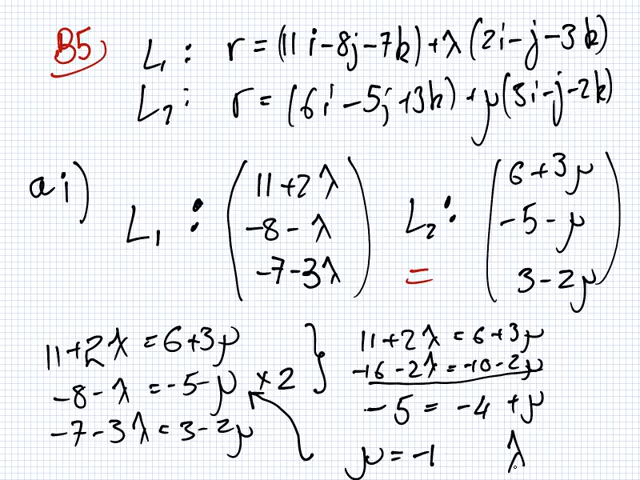 B5
L₁ : r = (11i - 8j - 7k) + λ(2i - j - 3k)
L₂ : r = (6i - 5j + 3k) + μ(3i - j - 2k)
a i)
L₁ : (11+2λ, L₂ : (6+3μ
-8-λ -5-μ
-7-3λ) = 3-2μ)
11+2λ = 6+3μ
-8-λ = -5-μ ×2 }
-7-3λ = 3-2μ
11+2λ = 6+3μ
-16-2λ = -10-2μ
-5 = -4 + μ
μ = -1 λ